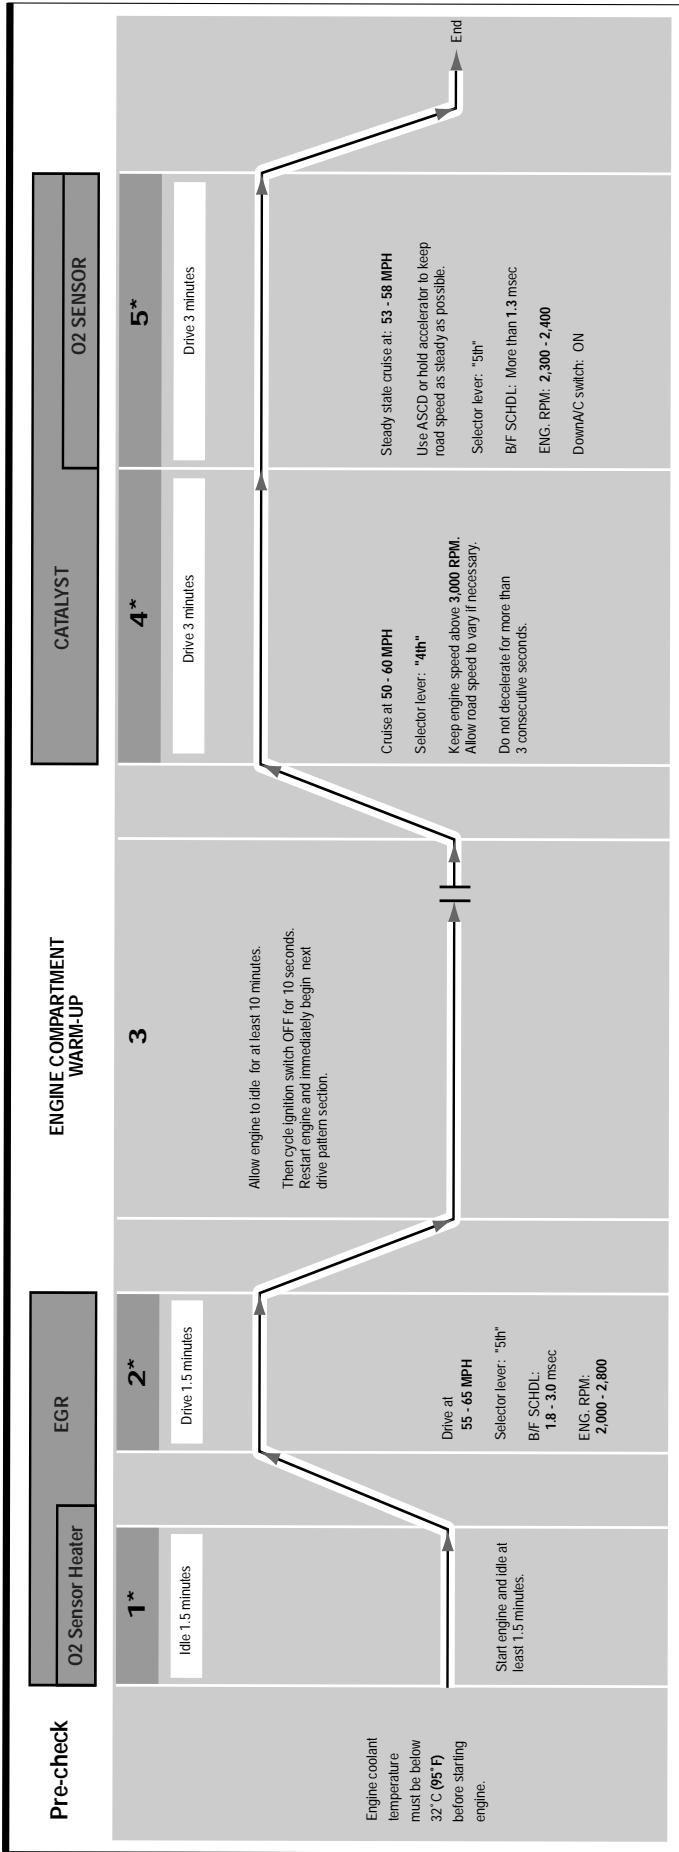 Pre-check
Engine coolant
temperature
must be below
32˚C (95˚F)
before starting
engine.
EGR
O2 Sensor Heater
1*
Idle 1.5 minutes
Start engine and idle at
least 1.5 minutes.
2*
Drive 1.5 minutes
Drive at
55 - 65 MPH
Selector lever: "5th"
B/F SCHDL:
1.8 - 3.0 msec
ENG. RPM:
2,000 - 2,800
ENGINE COMPARTMENT
WARM-UP
3
Allow engine to idle for at least 10 minutes.
Then cycle ignition switch OFF for 10 seconds.
Restart engine and immediately begin next
drive pattern section.
CATALYST
4*
Drive 3 minutes
Cruise at 50 - 60 MPH
Selector lever: "4th"
Keep engine speed above 3,000 RPM.
Allow road speed to vary if necessary.
Do not decelerate for more than
3 consecutive seconds.
O2 SENSOR
5*
Drive 3 minutes
Steady state cruise at: 53 - 58 MPH
Use ASCD or hold accelerator to keep
road speed as steady as possible.
Selector lever: "5th"
B/F SCHDL: More than 1.3 msec
ENG. RPM: 2,300 - 2,400
DownA/C switch: ON
End